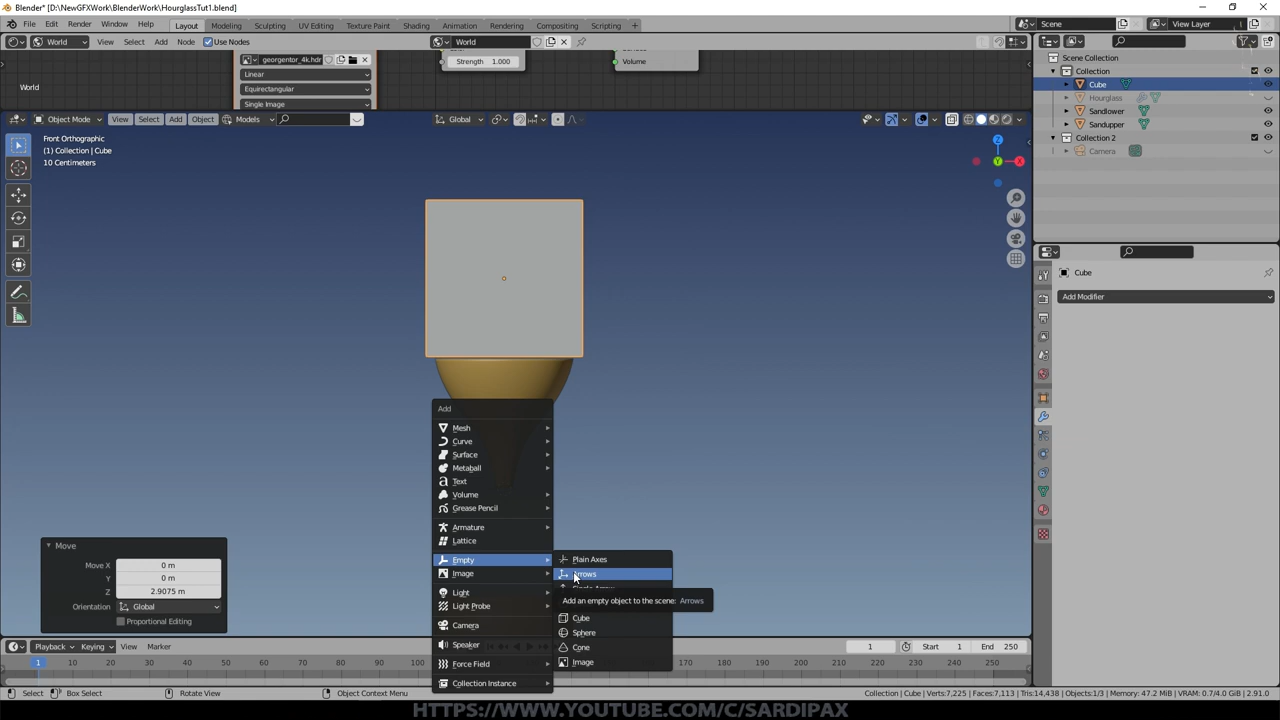 Blender* [D:\NewGFXWork\BlenderWork\HourglassTut1.blend]
File Edit Render Window Help Layout Modeling Sculpting UV Editing Texture Paint Shading Animation Rendering Compositing Scripting Scene View Layer
World View Select Add Node Use Nodes World
georgentor_4k.hdr
Linear
Equirectangular
Single Image
Strength 1.000
Volume
World
Object Mode View Select Add Object Models Global
Front Orthographic
(1) Collection | Cube
10 Centimeters
Z
Y
X
Scene Collection
Collection
Cube
Hourglass
Sandlower
Sandupper
Collection 2
Camera
Cube
Add Modifier
Add
Mesh
Curve
Surface
Metaball
Text
Volume
Grease Pencil
Armature
Lattice
Empty
Image
Light
Light Probe
Camera
Speaker
Force Field
Collection Instance
Plain Axes
Arrows
Add an empty object to the scene: Arrows
Cube
Sphere
Cone
Image
Move
Move X 0 m
Y 0 m
Z 2.9075 m
Orientation Global
Proportional Editing
Playback Keying View Marker 1 Start 1 End 250
1 10 20 30 40 50 60 70 80 90 170 180 190 200 210 220 230 240 250
Select Box Select Rotate View Object Context Menu Collection | Cube | Verts:7,225 | Faces:7,113 | Tris:14,438 | Objects:1/3 | Memory: 47.2 MiB | VRAM: 0.7/4.0 GiB | 2.91.0
HTTPS://WWW.YOUTUBE.COM/C/SARDIPAX